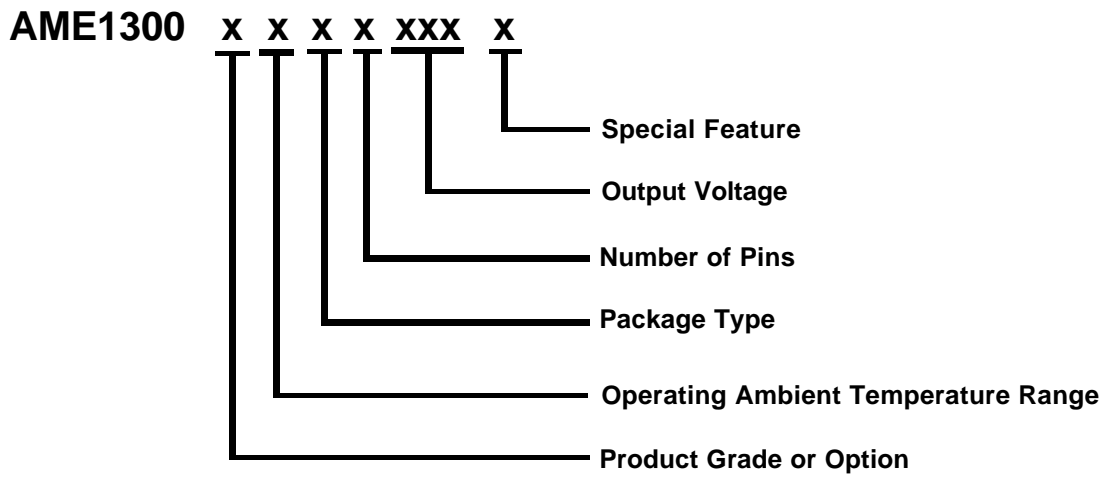 AME1300 x x x x xxx x
Special Feature
Output Voltage
Number of Pins
Package Type
Operating Ambient Temperature Range
Product Grade or Option